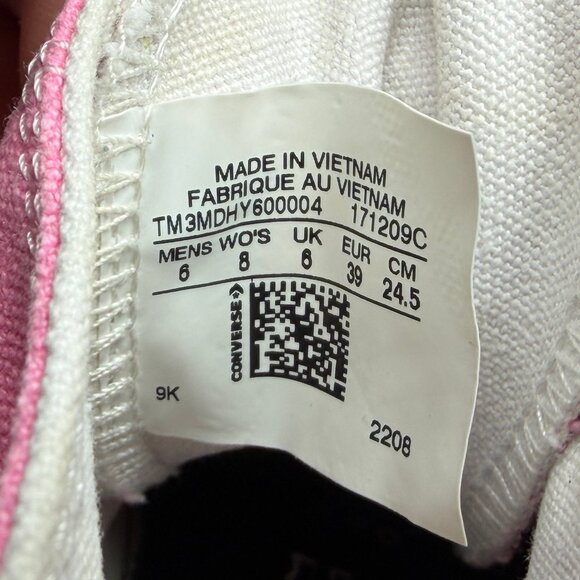 MADE IN VIETNAM
FABRIQUE AU VIETNAM
TM3MDHY600004 171209C
MENS WO'S UK EUR CM
6 8 6 39 24.5
CONVERSE
9K
2208